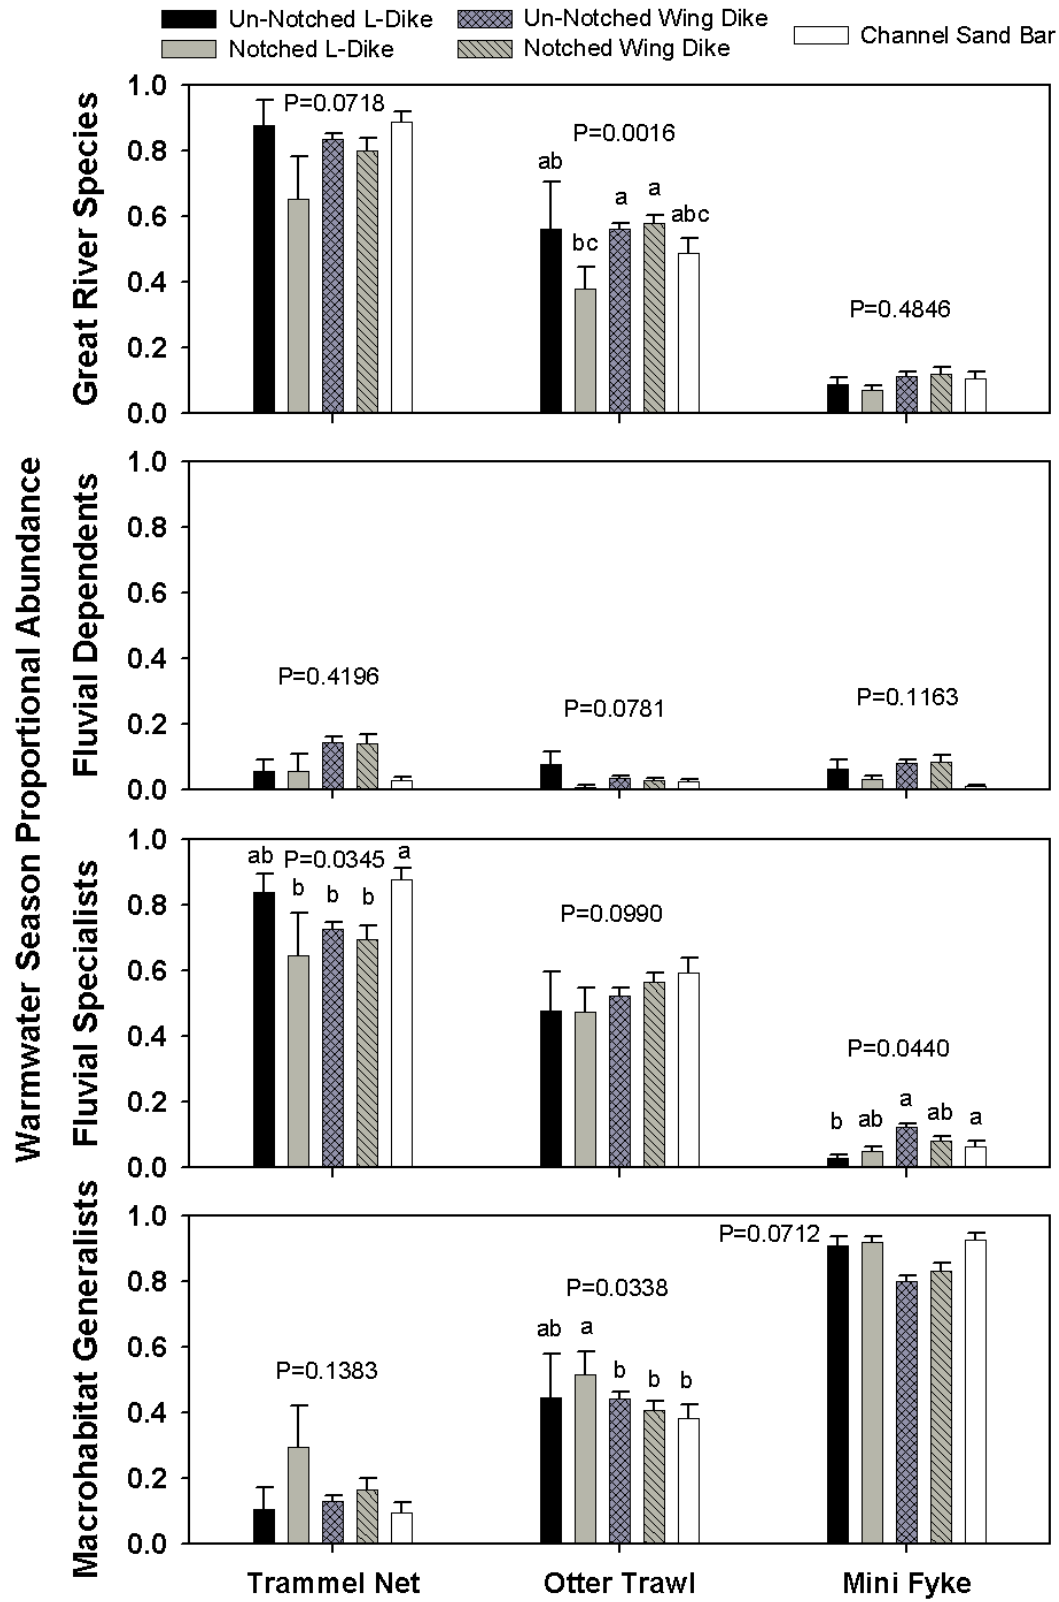 Un-Notched L-Dike
Un-Notched Wing Dike
Channel Sand Bar
Notched L-Dike
Notched Wing Dike
Warmwater Season Proportional Abundance
Great River Species
1.0
0.8
0.6
0.4
0.2
0.0
P=0.0718
P=0.0016
ab
bc
a
a
abc
P=0.4846
Fluvial Dependents
1.0
0.8
0.6
0.4
0.2
0.0
P=0.4196
P=0.0781
P=0.1163
Fluvial Specialists
1.0
0.8
0.6
0.4
0.2
0.0
ab
P=0.0345
a
b
b
b
P=0.0990
P=0.0440
b
ab
a
ab
a
Macrohabitat Generalists
1.0
0.8
0.6
0.4
0.2
0.0
P=0.1383
P=0.0338
ab
a
b
b
b
P=0.0712
Trammel Net
Otter Trawl
Mini Fyke